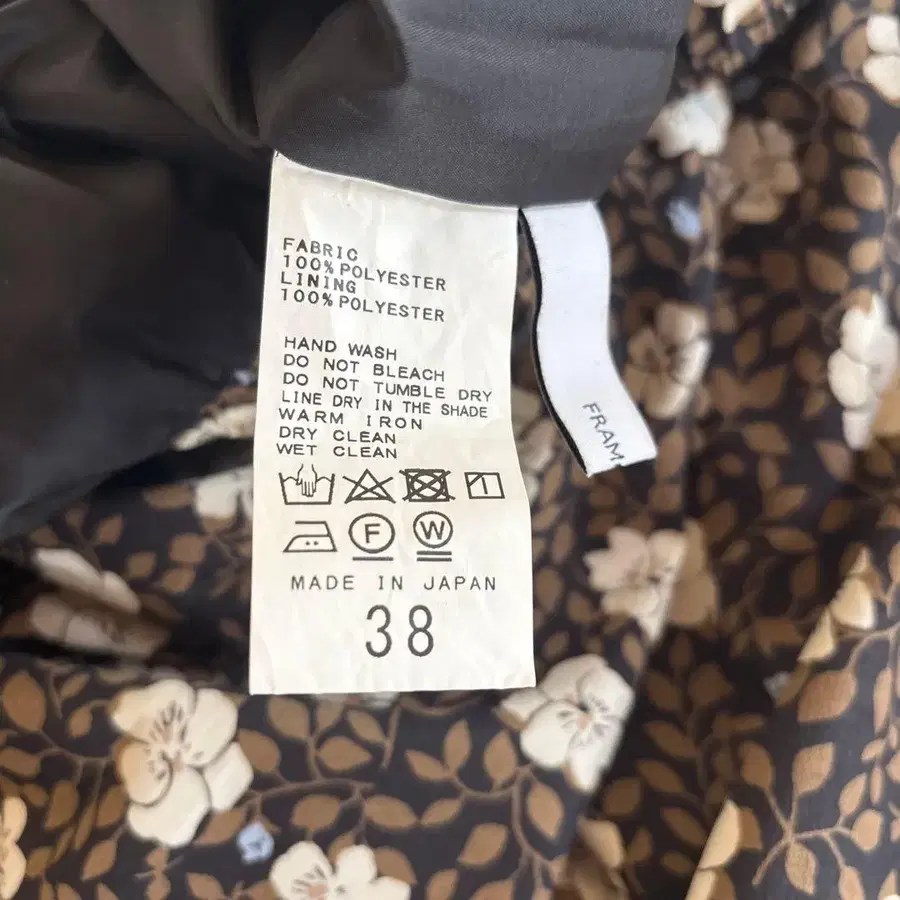 FABRIC
100% POLYESTER
LINING
100% POLYESTER
HAND WASH
DO NOT BLEACH
DO NOT TUMBLE DRY
LINE DRY IN THE SHADE
WARM IRON
DRY CLEAN
WET CLEAN
F W
MADE IN JAPAN
38
FRAM